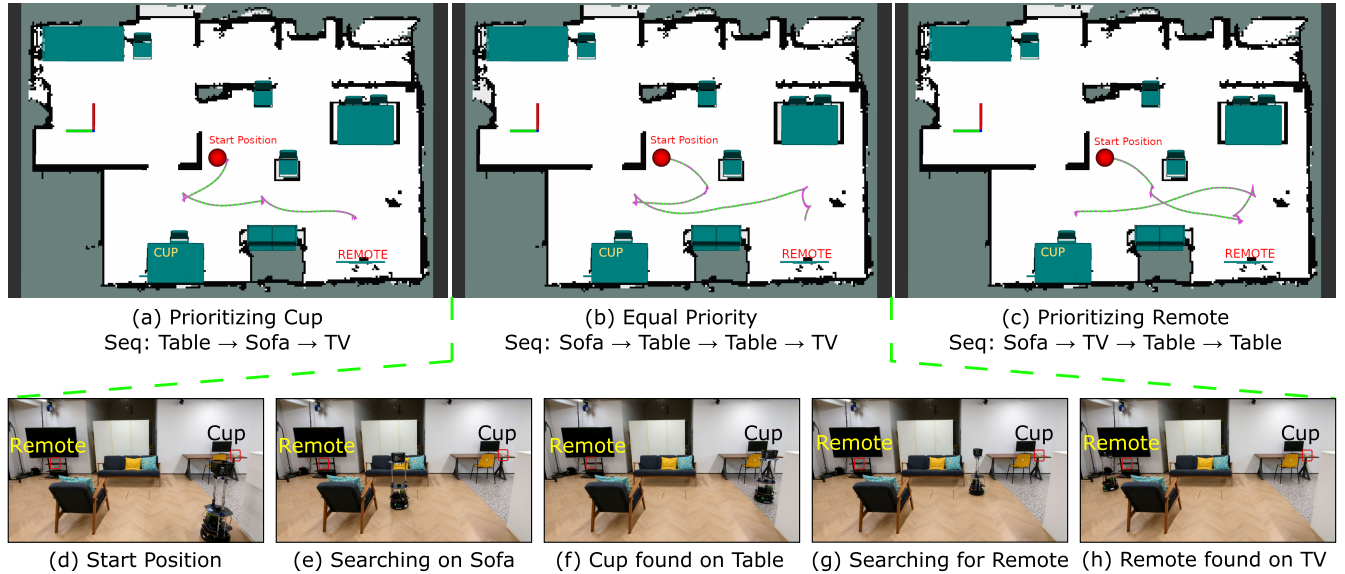 Start Position
CUP
REMOTE
Start Position
CUP
REMOTE
Start Position
CUP
REMOTE
(a) Prioritizing Cup
Seq: Table → Sofa → TV
(b) Equal Priority
Seq: Sofa → Table → Table → TV
(c) Prioritizing Remote
Seq: Sofa → TV → Table → Table
Remote
Cup
Remote
Cup
Remote
Cup
Remote
Cup
Remote
Cup
(d) Start Position
(e) Searching on Sofa
(f) Cup found on Table
(g) Searching for Remote
(h) Remote found on TV